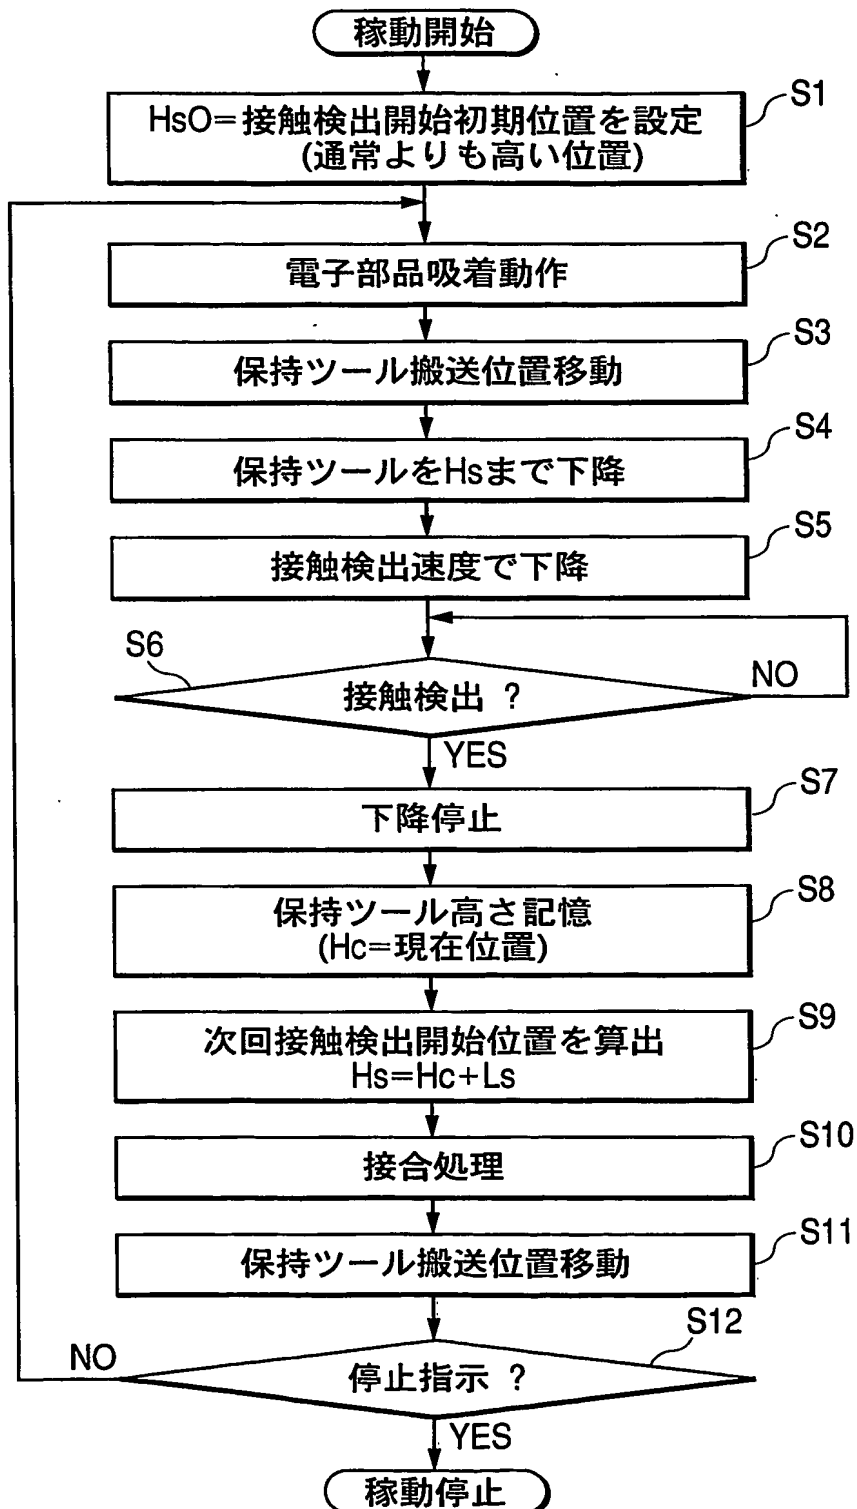 稼動開始
HsO=接触検出開始初期位置を設定
(通常よりも高い位置)
S1
電子部品吸着動作
S2
保持ツール搬送位置移動
S3
保持ツールをHsまで下降
S4
接触検出速度で下降
S5
S6
接触検出 ?
NO
YES
下降停止
S7
保持ツール高さ記憶
(Hc=現在位置)
S8
次回接触検出開始位置を算出
Hs=Hc+Ls
S9
接合処理
S10
保持ツール搬送位置移動
S11
S12
停止指示 ?
NO
YES
稼動停止